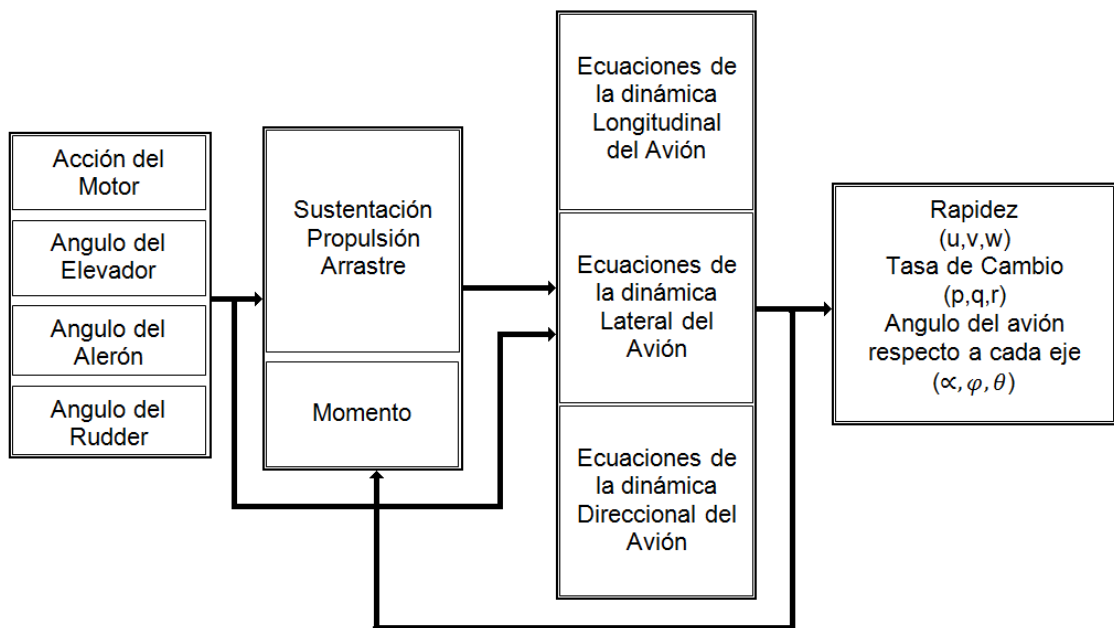 Acción del
Motor
Angulo del
Elevador
Angulo del
Alerón
Angulo del
Rudder
Sustentación
Propulsión
Arrastre
Momento
Ecuaciones de
la dinámica
Longitudinal
del Avión
Ecuaciones de
la dinámica
Lateral del
Avión
Ecuaciones de
la dinámica
Direccional del
Avión
Rapidez
(u,v,w)
Tasa de Cambio
(p,q,r)
Angulo del avión
respecto a cada eje
(∝, φ, θ)